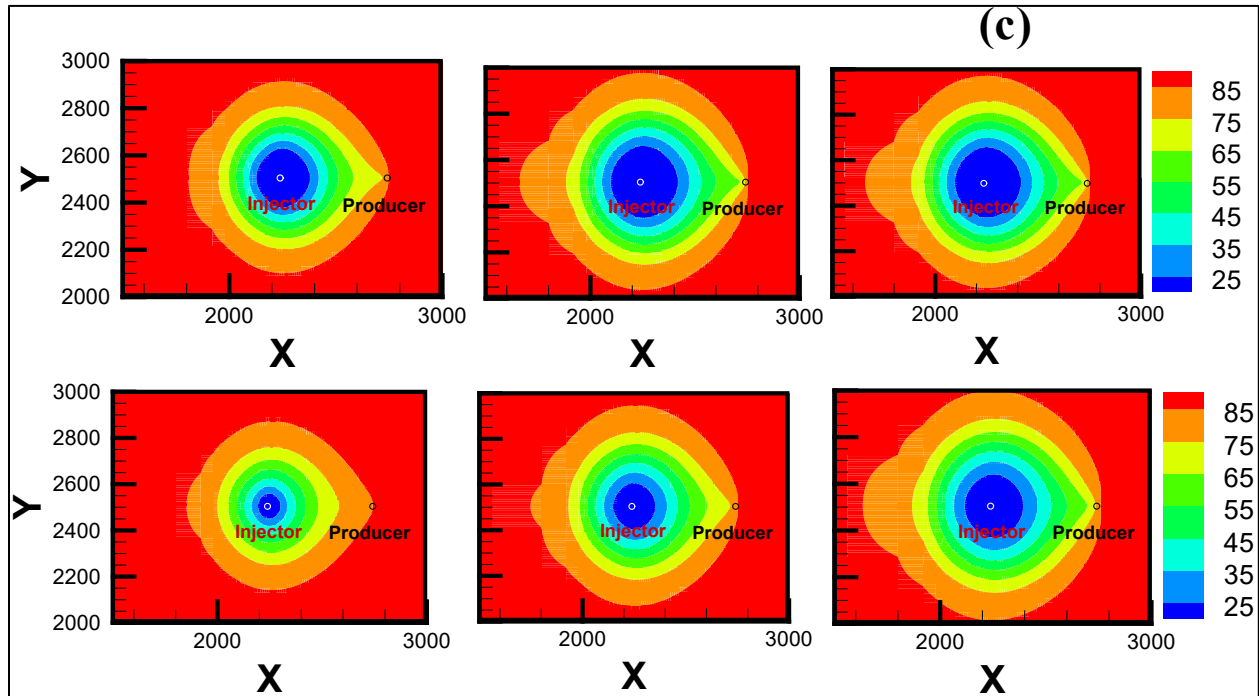 (c)
3000
2800
2600
2400
2200
2000
Y
Injector
Producer
2000
3000
X
Injector
Producer
2000
3000
X
Injector
Producer
2000
3000
X
85
75
65
55
45
35
25
3000
2800
2600
2400
2200
2000
Y
Injector
Producer
2000
3000
X
Injector
Producer
2000
3000
X
Injector
Producer
2000
3000
X
85
75
65
55
45
35
25